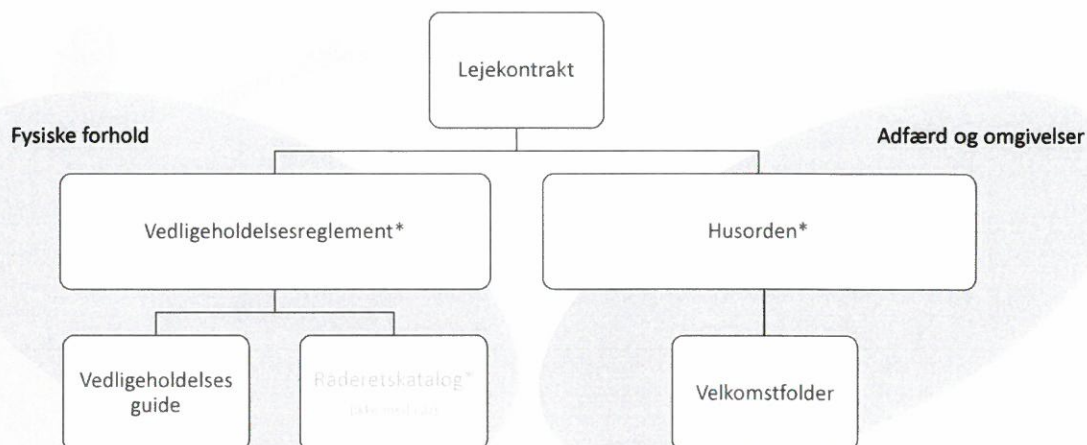 Lejekontrakt
Fysiske forhold
Adfærd og omgivelser
Vedligeholdelsesreglement*
Husorden*
Vedligeholdelses
guide
Råderetskatalog*
Velkomstfolder